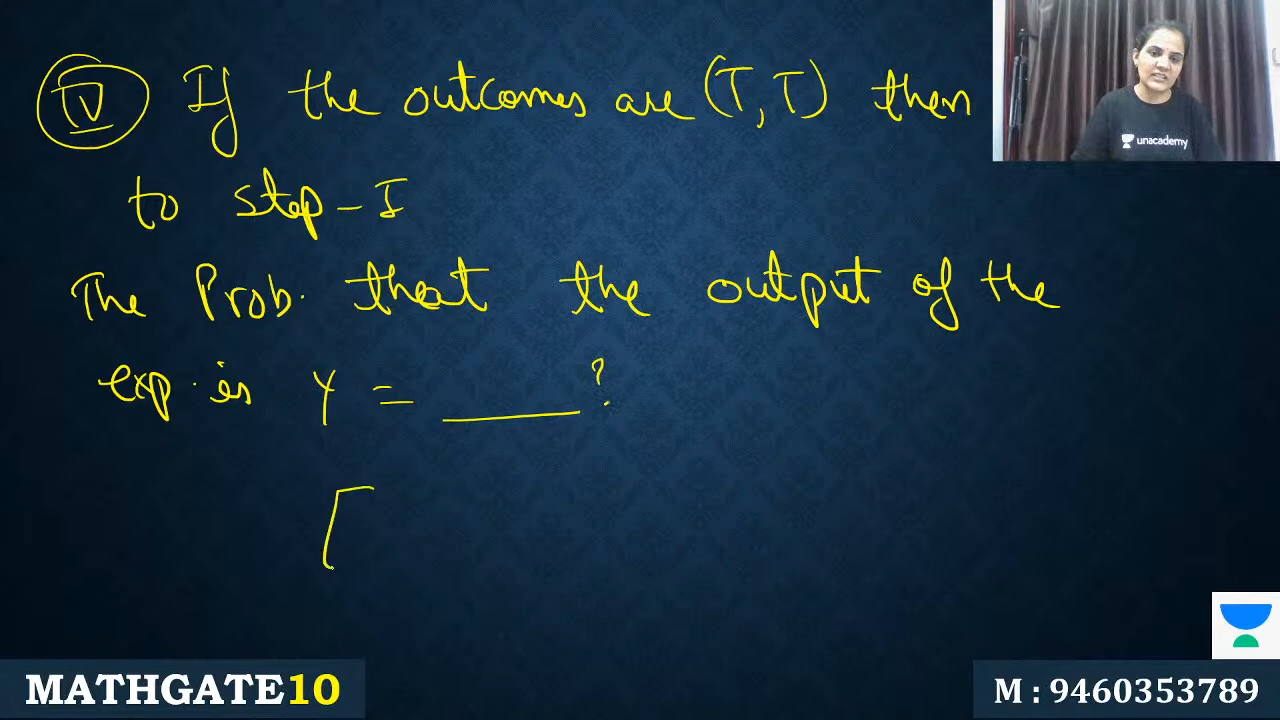 IV If the outcomes are (T, T) then
to step - I
The Prob. that the output of the
exp. is Y = ____ ?
unacademy
MATHGATE10
M : 9460353789